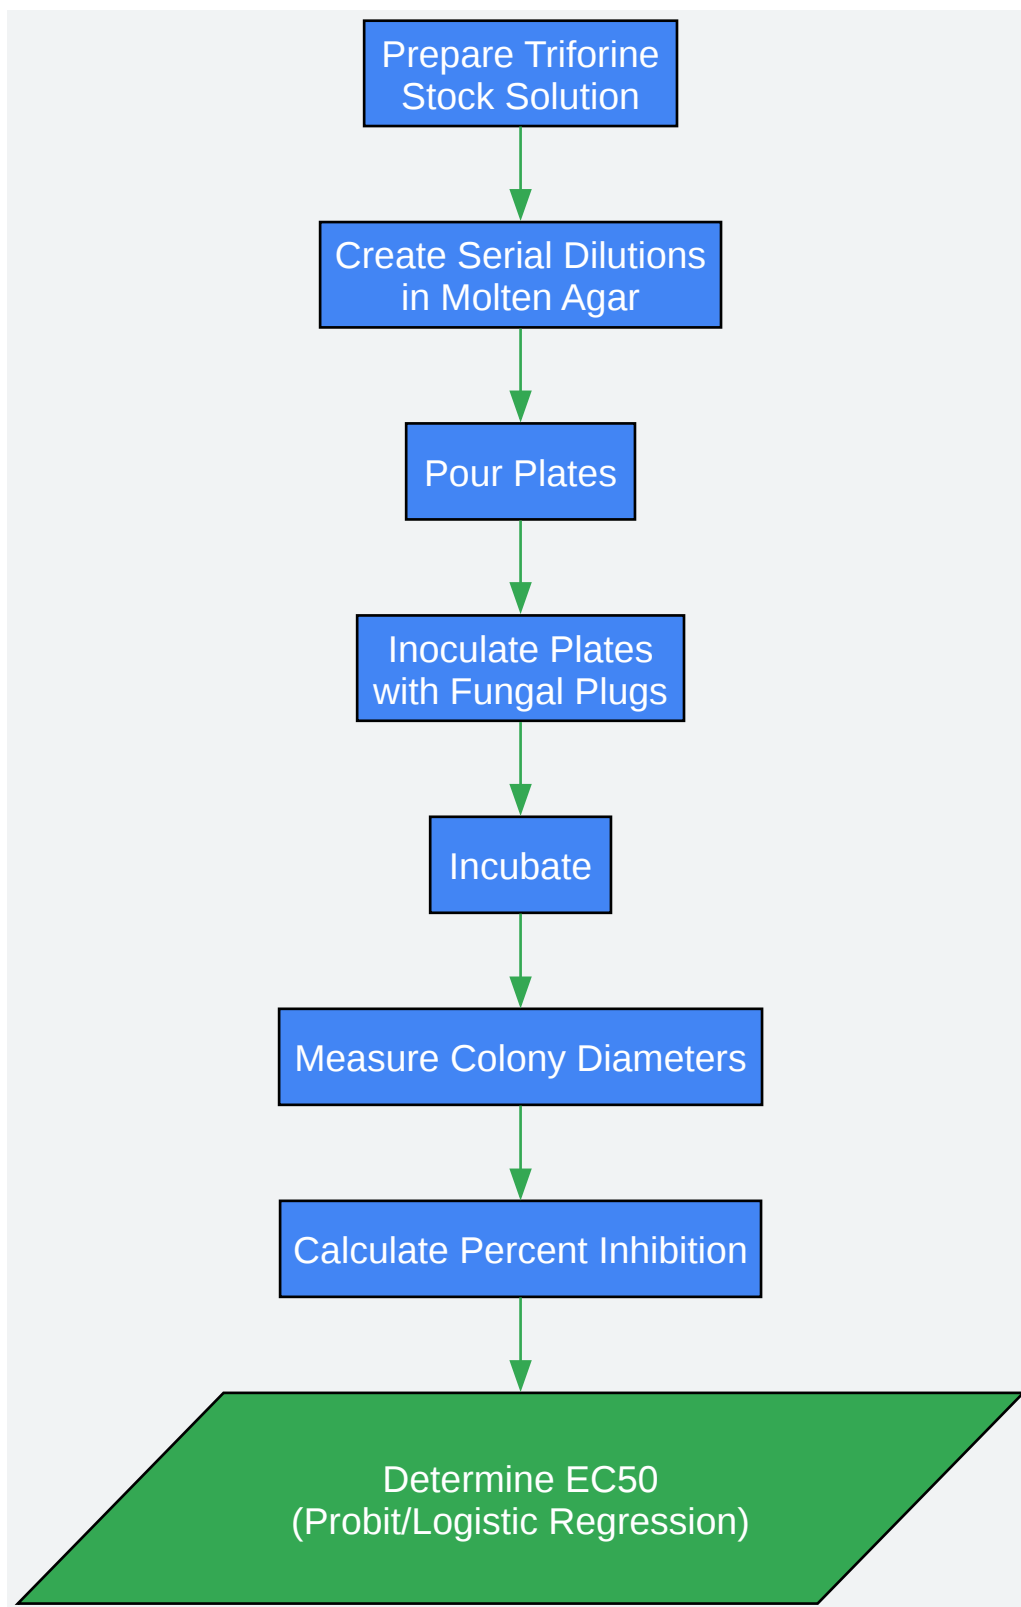 Prepare Triforine
Stock Solution
Create Serial Dilutions
in Molten Agar
Pour Plates
Inoculate Plates
with Fungal Plugs
Incubate
Measure Colony Diameters
Calculate Percent Inhibition
Determine EC50
(Probit/Logistic Regression)